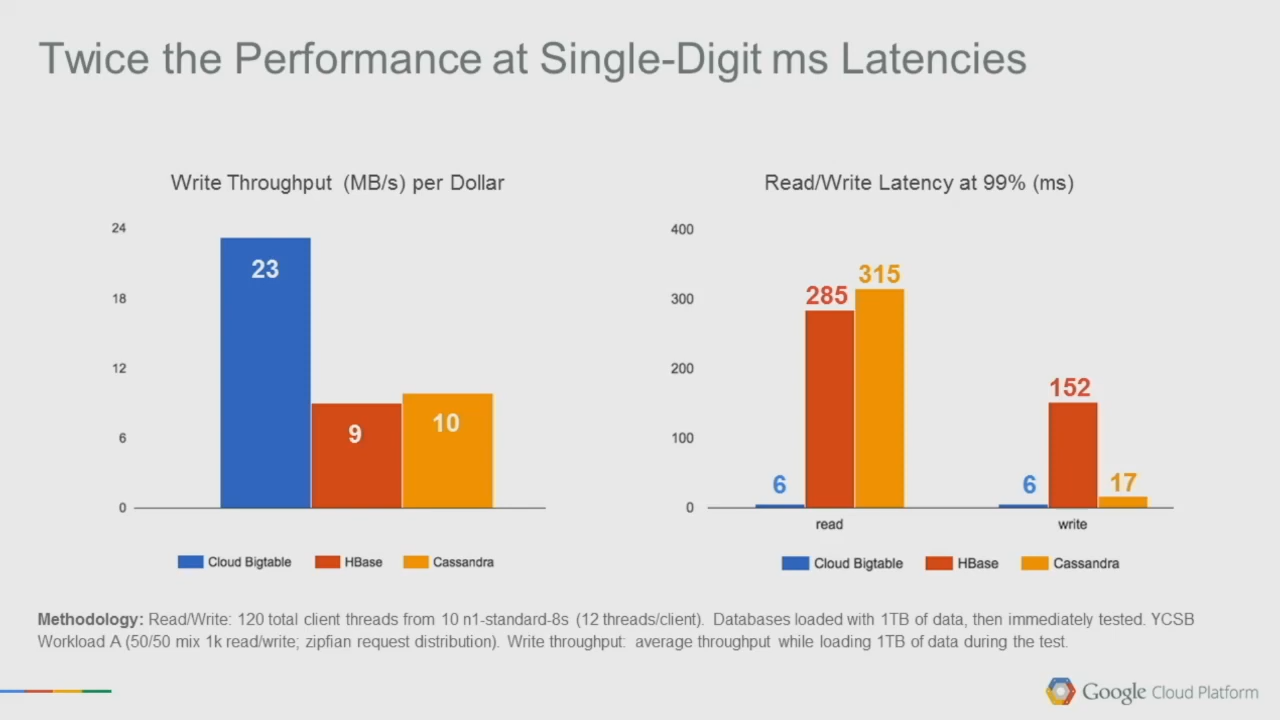 Twice the Performance at Single-Digit ms Latencies
Write Throughput (MB/s) per Dollar
24
18
12
6
0
23
9
10
Cloud Bigtable HBase Cassandra
Read/Write Latency at 99% (ms)
400
300
200
100
0
6
285
315
6
152
17
read write
Cloud Bigtable HBase Cassandra
Methodology: Read/Write: 120 total client threads from 10 n1-standard-8s (12 threads/client). Databases loaded with 1TB of data, then immediately tested. YCSB
Workload A (50/50 mix 1k read/write; zipfian request distribution). Write throughput: average throughput while loading 1TB of data during the test.
Google Cloud Platform